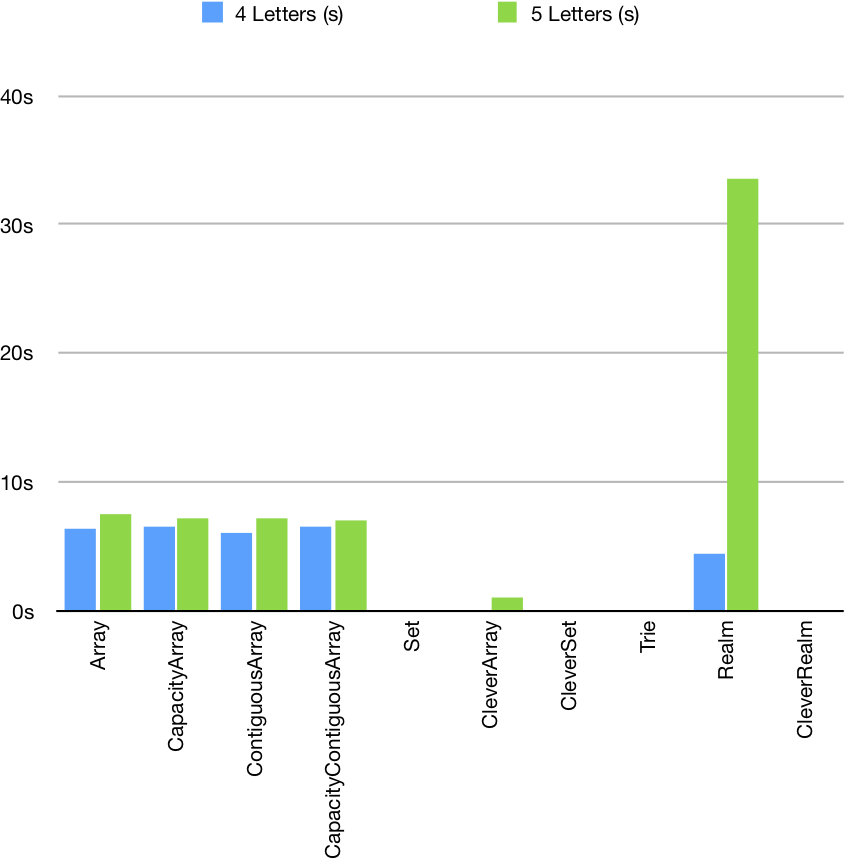 4 Letters (s)
5 Letters (s)
40s
30s
20s
10s
0s
Array
CapacityArray
ContiguousArray
CapacityContiguousArray
Set
CleverArray
CleverSet
Trie
Realm
CleverRealm